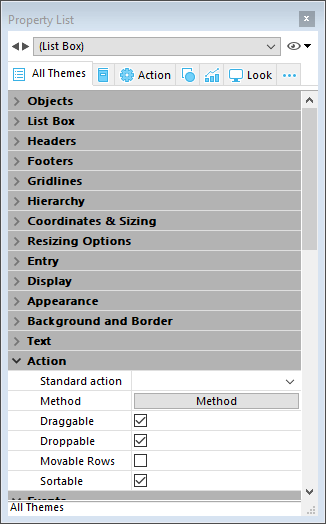 Property List
x
(List Box)
All Themes Action Look
Objects
List Box
Headers
Footers
Gridlines
Hierarchy
Coordinates & Sizing
Resizing Options
Entry
Display
Appearance
Background and Border
Text
Action
Standard action
Method Method
Draggable
Droppable
Movable Rows
Sortable
Events
All Themes